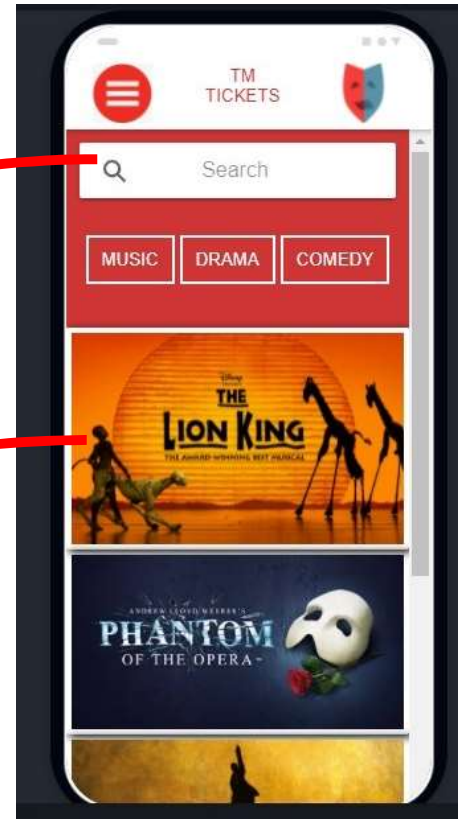 TM
TICKETS
Search
MUSIC DRAMA COMEDY
Disney
THE
LION KING
THE AWARD-WINNING BEST MUSICAL
ANDREW LLOYD WEBBER'S
PHANTOM
OF THE OPERA